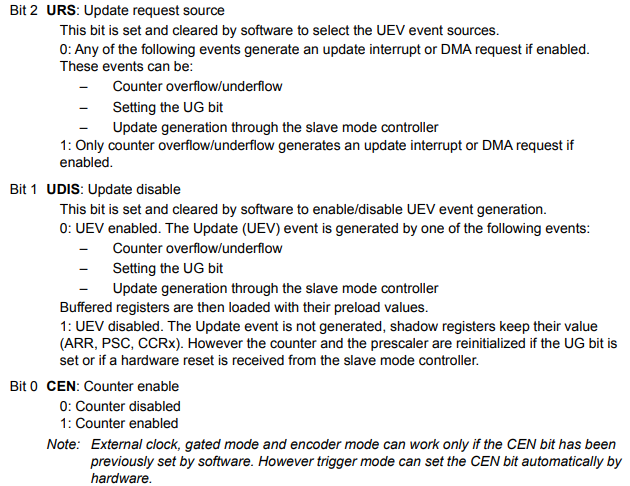 Bit 2 URS: Update request source
This bit is set and cleared by software to select the UEV event sources.
0: Any of the following events generate an update interrupt or DMA request if enabled.
These events can be:
– Counter overflow/underflow
– Setting the UG bit
– Update generation through the slave mode controller
1: Only counter overflow/underflow generates an update interrupt or DMA request if
enabled.
Bit 1 UDIS: Update disable
This bit is set and cleared by software to enable/disable UEV event generation.
0: UEV enabled. The Update (UEV) event is generated by one of the following events:
– Counter overflow/underflow
– Setting the UG bit
– Update generation through the slave mode controller
Buffered registers are then loaded with their preload values.
1: UEV disabled. The Update event is not generated, shadow registers keep their value
(ARR, PSC, CCRx). However the counter and the prescaler are reinitialized if the UG bit is
set or if a hardware reset is received from the slave mode controller.
Bit 0 CEN: Counter enable
0: Counter disabled
1: Counter enabled
Note: External clock, gated mode and encoder mode can work only if the CEN bit has been
previously set by software. However trigger mode can set the CEN bit automatically by
hardware.